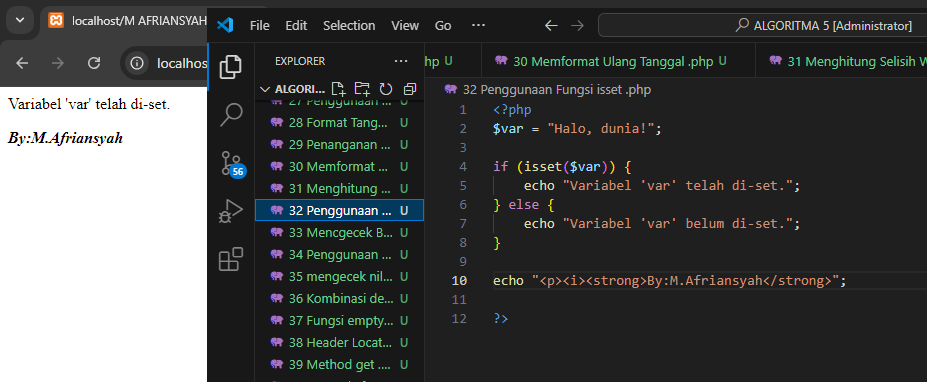 localhost/M AFRIANSYAH
localhos
Variabel 'var' telah di-set.
By:M.Afriansyah
File Edit Selection View Go Run ···
ALGORITMA 5 [Administrator]
EXPLORER ···
ALGORI...
27 Penggunaan ...
28 Format Tang... U
29 Penanganan ... U
30 Memformat ... U
31 Menghitung ... U
32 Penggunaan ... U
33 Mencgecek B... U
34 Penggunaan ... U
35 mengecek nil... U
36 Kombinasi de... U
37 Fungsi empty... U
38 Header Locat... U
39 Method get .... U
56
hp U
30 Memformat Ulang Tanggal .php U
31 Menghitung Selisih W
32 Penggunaan Fungsi isset .php
1 <?php
2 $var = "Halo, dunia!";
3
4 if (isset($var)) {
5 echo "Variabel 'var' telah di-set.";
6 } else {
7 echo "Variabel 'var' belum di-set.";
8 }
9
10 echo "<p><i><strong>By:M.Afriansyah</strong>";
11
12 ?>